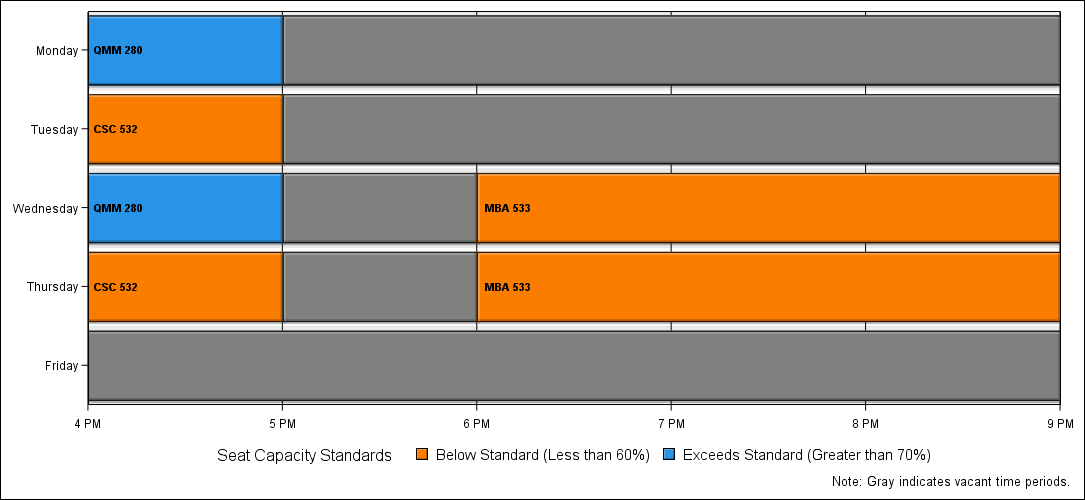 Monday
QMM 280
Tuesday
CSC 532
Wednesday
QMM 280
MBA 533
Thursday
CSC 532
MBA 533
Friday
4 PM 5 PM 6 PM 7 PM 8 PM 9 PM
Seat Capacity Standards Below Standard (Less than 60%) Exceeds Standard (Greater than 70%)
Note: Gray indicates vacant time periods.